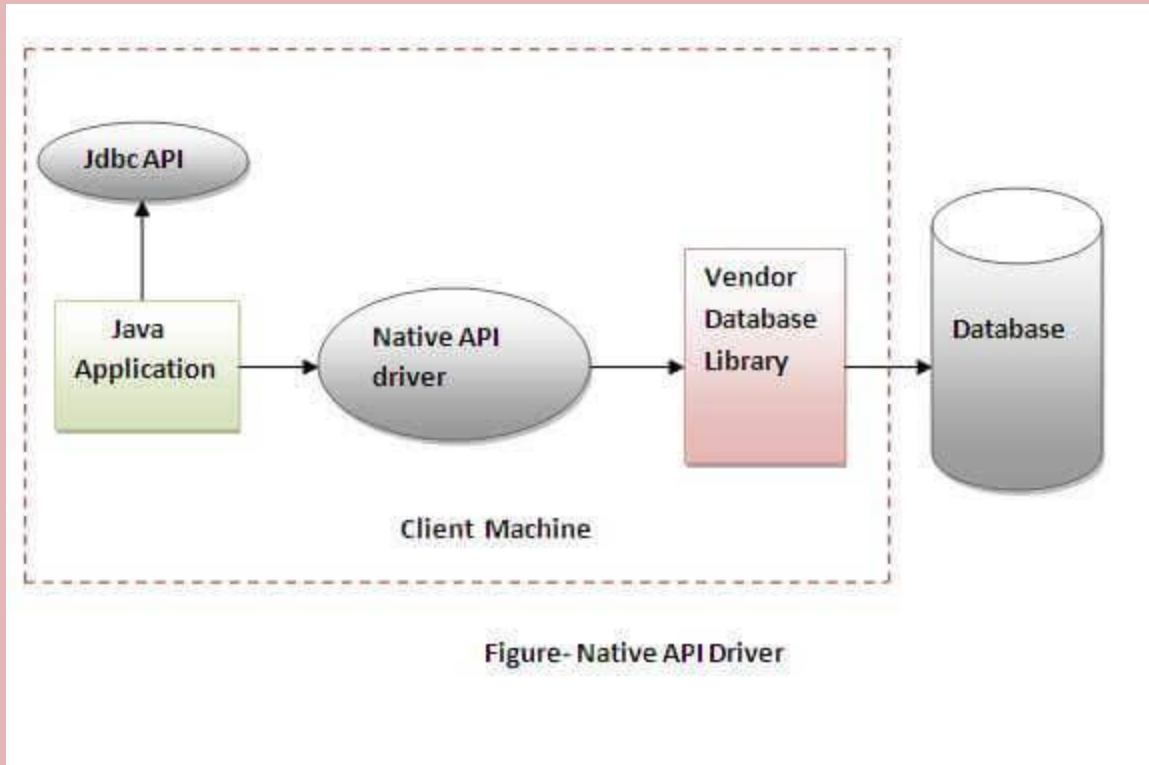 Jdbc API
Java
Application
Native API
driver
Vendor
Database
Library
Database
Client Machine
Figure- Native API Driver